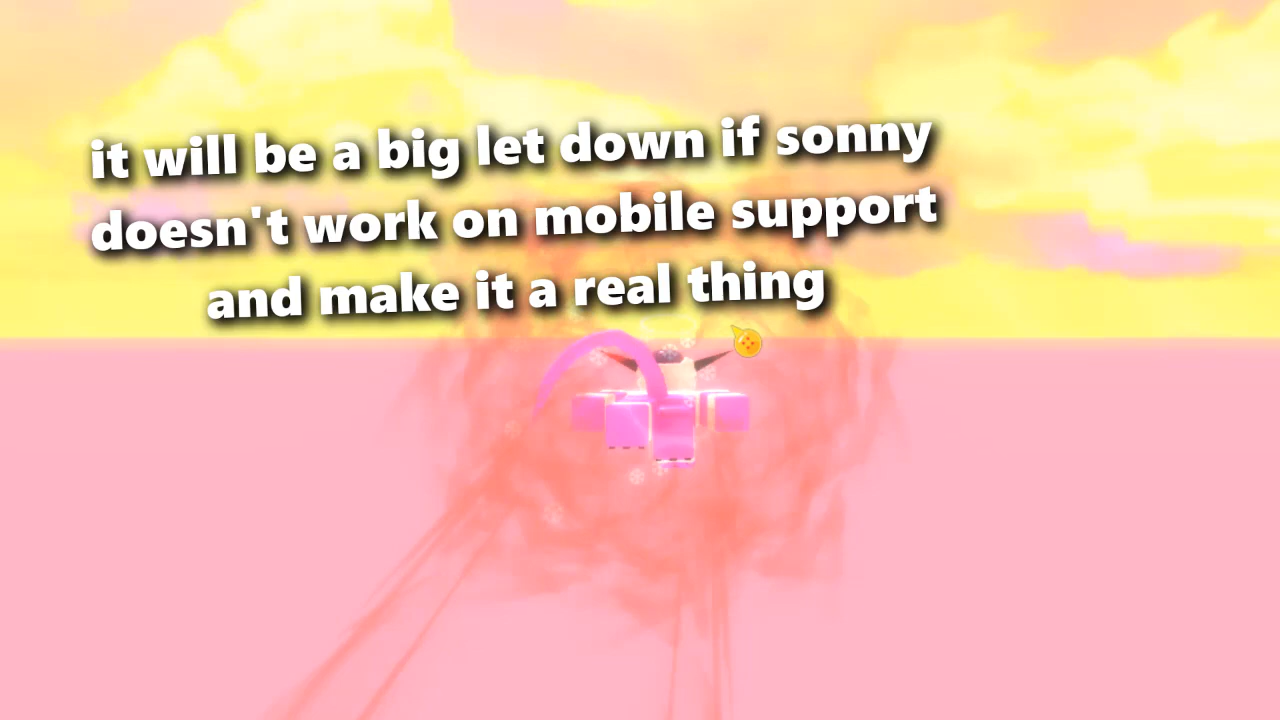 it will be a big let down if sonny
doesn't work on mobile support
and make it a real thing